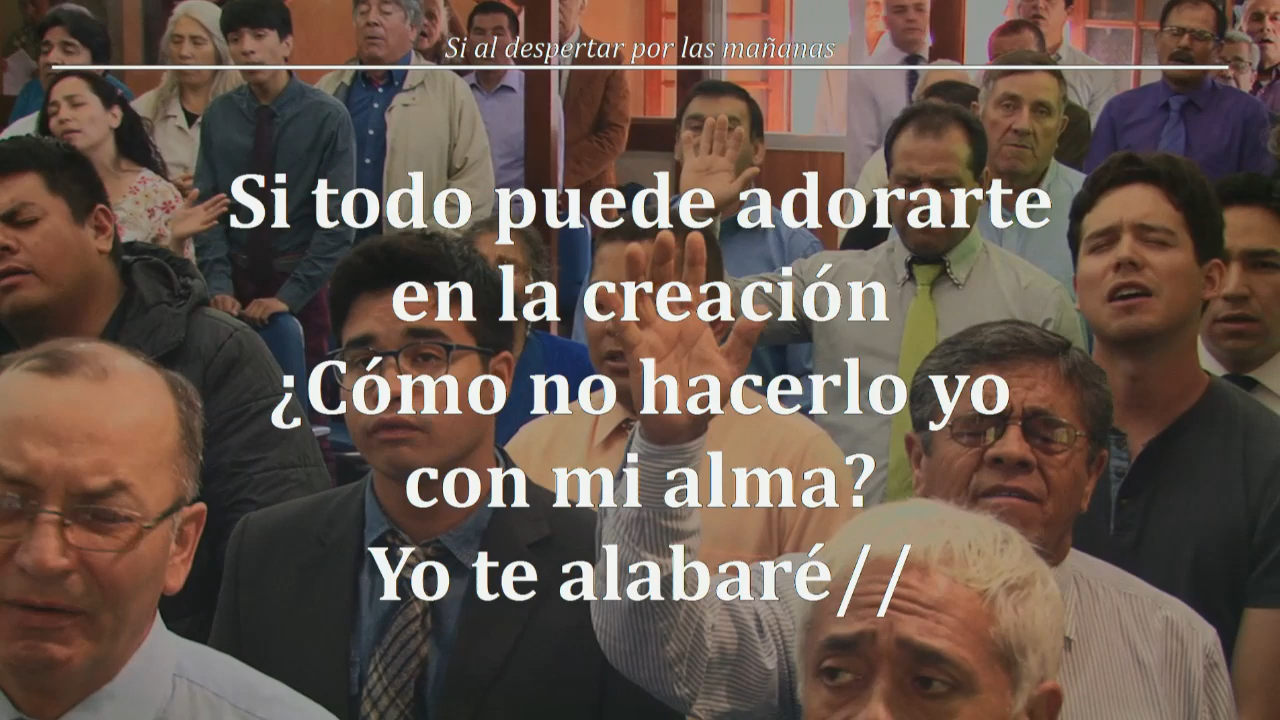 Si al despertar por las mañanas
Si todo puede adorarte
en la creación
¿Cómo no hacerlo yo
con mi alma?
Yo te alabaré//